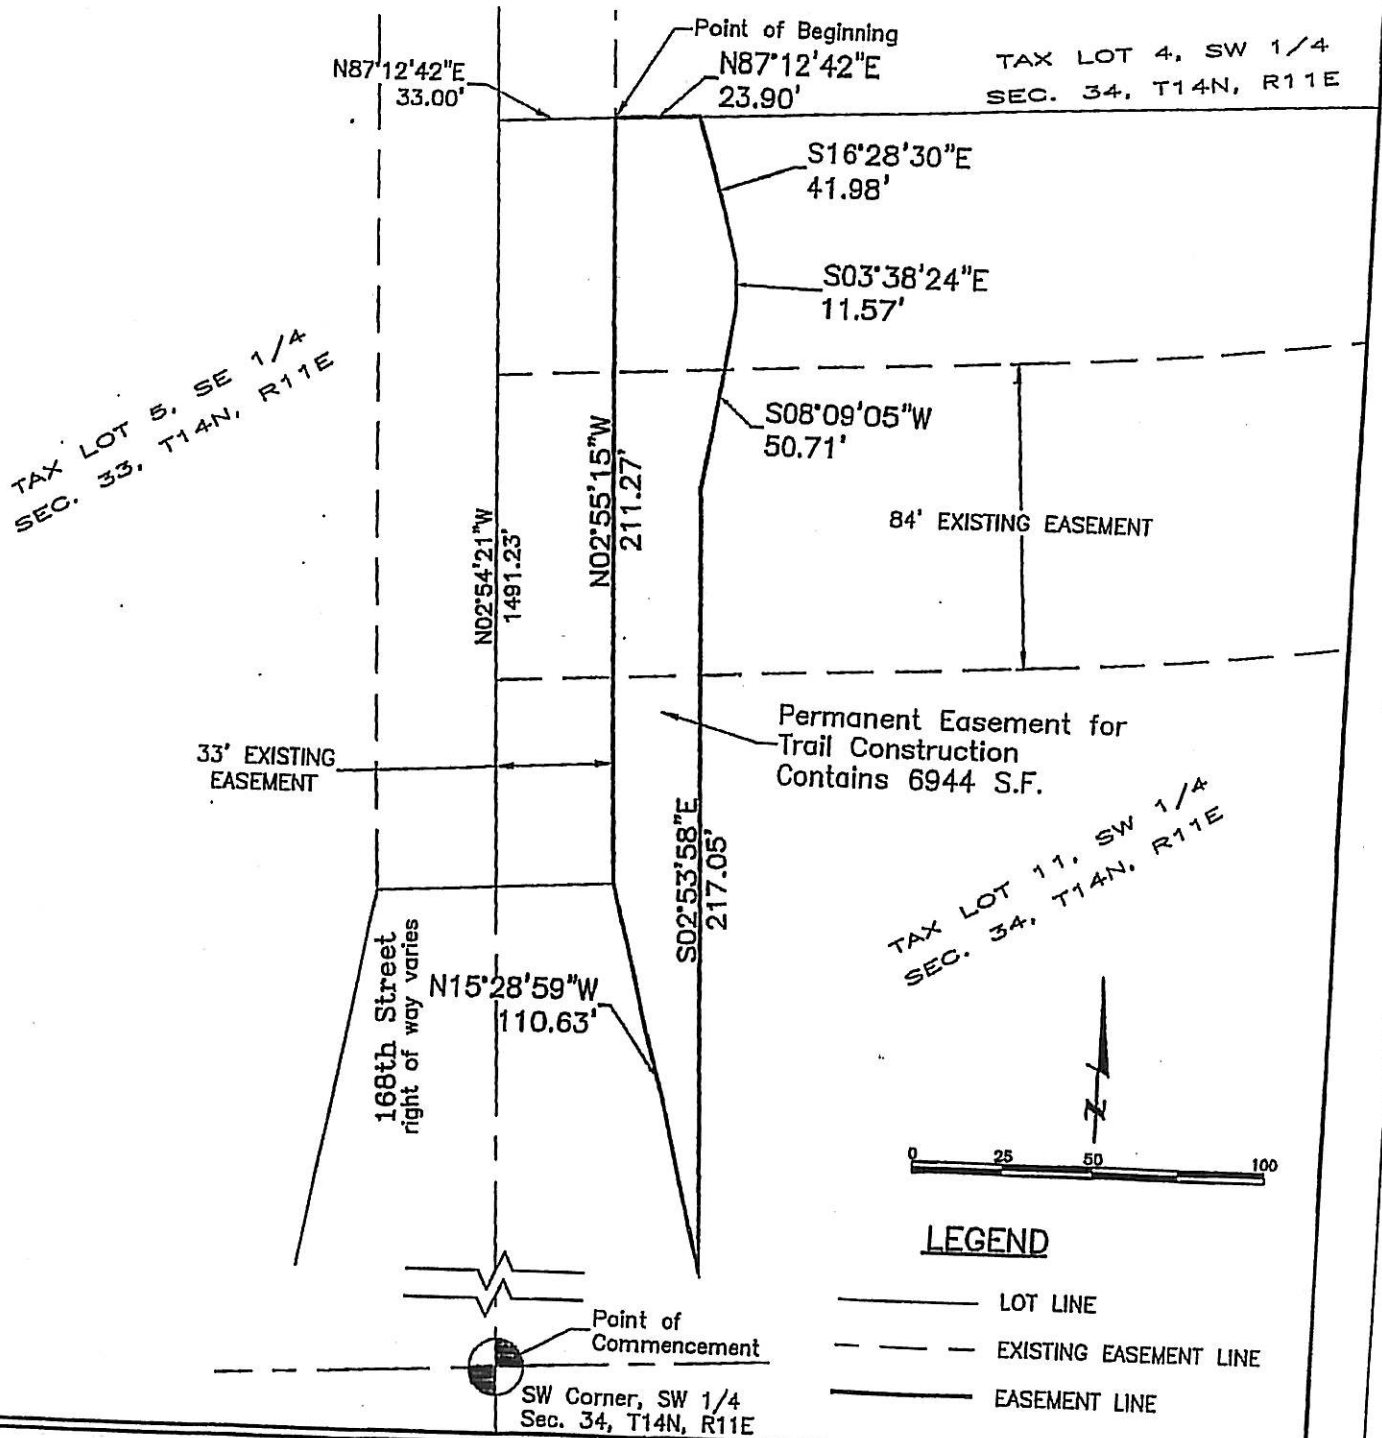 Point of Beginning
N87°12'42"E
33.00'
N87°12'42"E
23.90'
TAX LOT 4, SW 1/4
SEC. 34, T14N, R11E
S16°28'30"E
41.98'
S03°38'24"E
11.57'
TAX LOT 5, SE 1/4
SEC. 33, T14N, R11E
S08°09'05"W
50.71'
N02°55'15"W
211.27'
N02°54'21"W
1491.23'
84' EXISTING EASEMENT
Permanent Easement for
Trail Construction
Contains 6944 S.F.
33' EXISTING
EASEMENT
S02°53'58"E
217.05'
TAX LOT 11, SW 1/4
SEC. 34, T14N, R11E
168th Street
right of way varies
N15°28'59"W
110.63'
N
0 25 50 100
LEGEND
LOT LINE
EXISTING EASEMENT LINE
EASEMENT LINE
Point of
Commencement
SW Corner, SW 1/4
Sec. 34, T14N, R11E